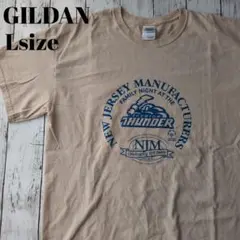 GILDAN
Lsize
NEW JERSEY MANUFACTURERS
FAMILY NIGHT AT THE
THUNDER
NJM